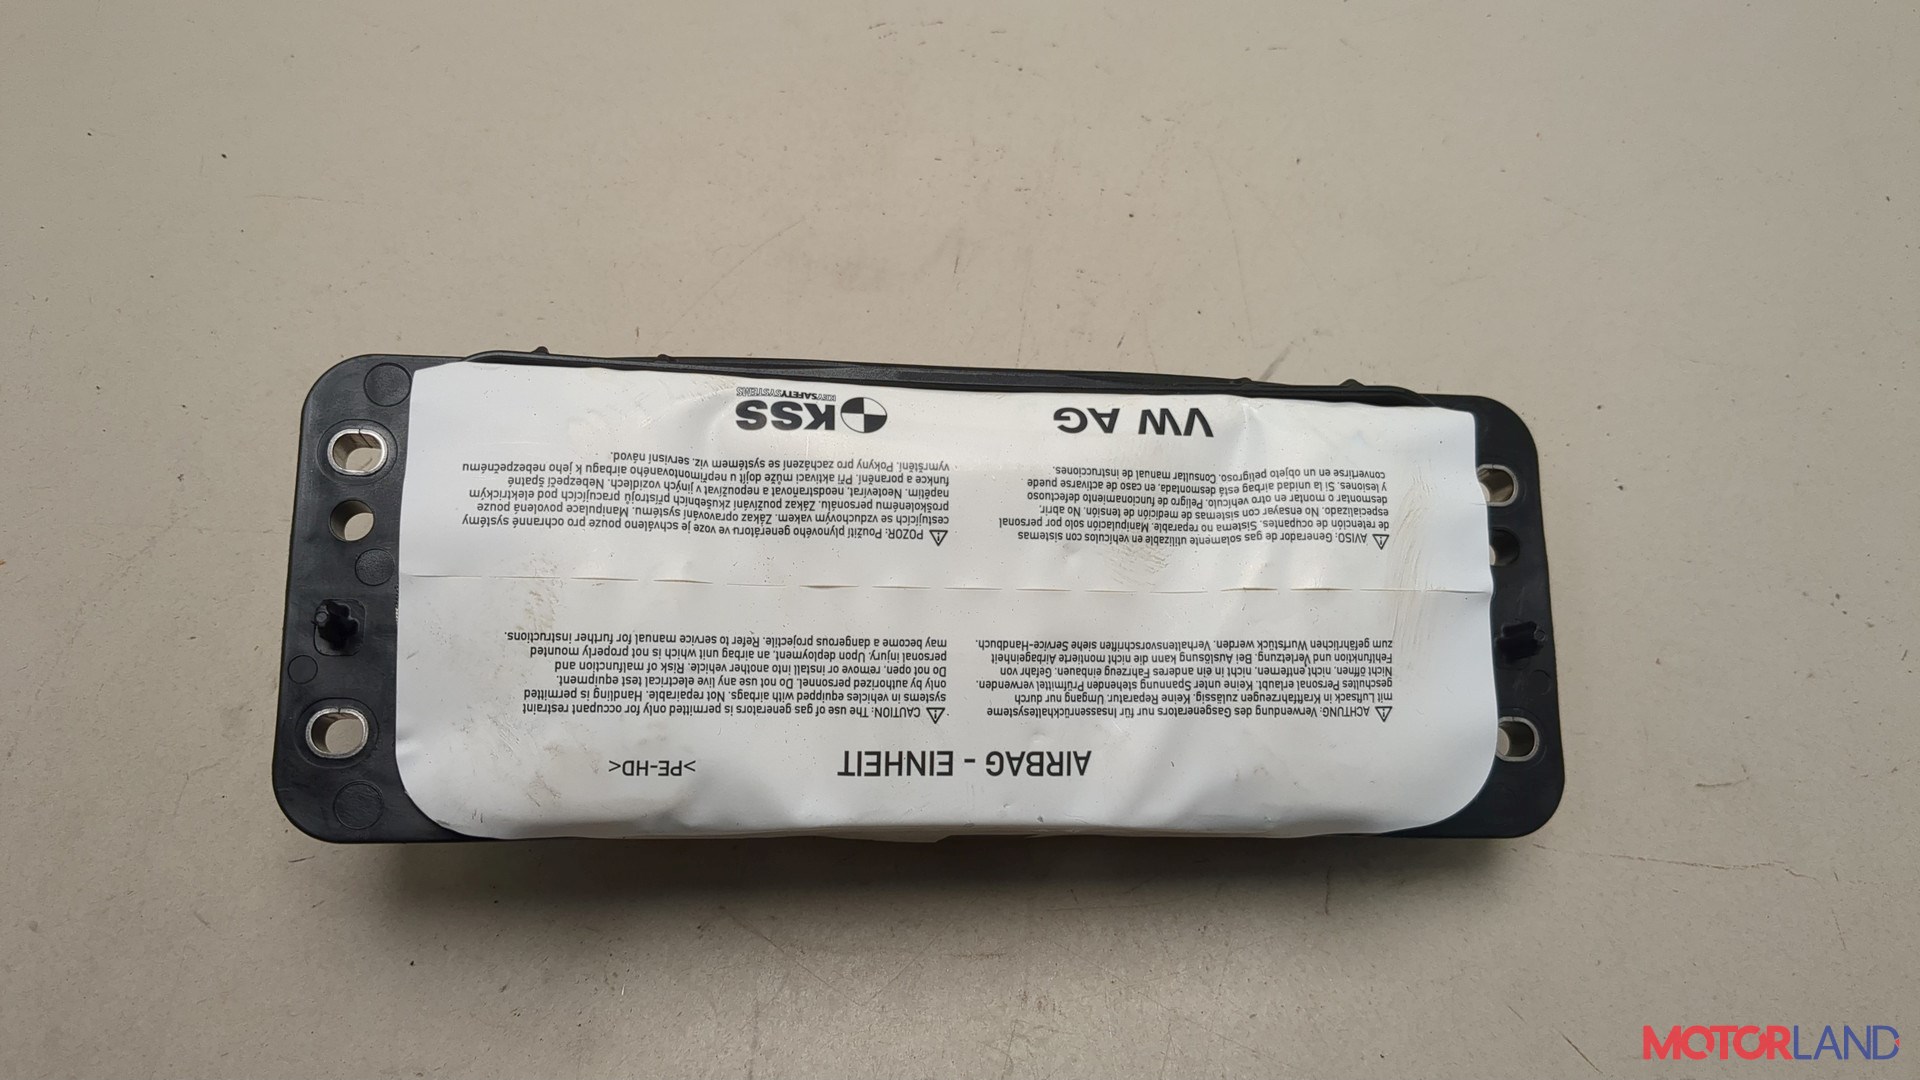 AIRBAG - EINHEIT
>PE-HD<
⚠ ACHTUNG: Verwendung des Gasgenerators nur für Insassenrückhaltesysteme
mit Luftsack in Kraftfahrzeugen zulässig. Keine Reparatur. Umgang nur durch
geschultes Personal erlaubt. Keine unter Spannung stehenden Prüfmittel verwenden.
Nicht öffnen, nicht entfernen, nicht in ein anderes Fahrzeug einbauen. Gefahr von
Fehlfunktion und Verletzung. Bei Auslösung kann die nicht montierte Airbageinheit
zum gefährlichen Wurfstück werden. Verhaltensvorschriften siehe Service-Handbuch.
⚠ CAUTION: The use of gas generators is permitted only for occupant restraint
systems in vehicles equipped with airbags. Not reparable. Handling is permitted
only by authorized personnel. Do not use any live electrical test equipment.
Do not open, remove or install into another vehicle. Risk of malfunction and
personal injury. Upon deployment, an airbag unit which is not properly mounted
may become a dangerous projectile. Refer to service manual for further instructions.
⚠ AVISO: Generador de gas solamente utilizable en vehículos con sistemas
de retención de ocupantes. Sistema no reparable. Manipulación solo por personal
especializado. No ensayar con sistemas de medición de tensión. No abrir,
desmontar o montar en otro vehículo. Peligro de funcionamiento defectuoso
y lesiones. Si la unidad airbag está desmontada, en caso de activarse puede
convertirse en un objeto peligroso. Consultar manual de instrucciones.
⚠ POZOR: Použití plynového generátoru ve voze je schváleno pouze pro ochranné systémy
cestujících se vzduchovým vakem. Zákaz opravování systému. Manipulace povolená pouze
proškolenému personálu. Zákaz používání zkušebních přístrojů pracujících pod elektrickým
napětím. Neotevírat, neodstraňovat a nepoužívat v jiných vozidlech. Nebezpečí špatné
funkce a poranění. Při aktivaci může dojít u nepřimontovaného airbagu k jeho nebezpečnému
vymrštění. Pokyny pro zacházení se systémem viz. servisní návod.
VW AG
KSS
KEYSAFETYSYSTEMS
MOTORLAND